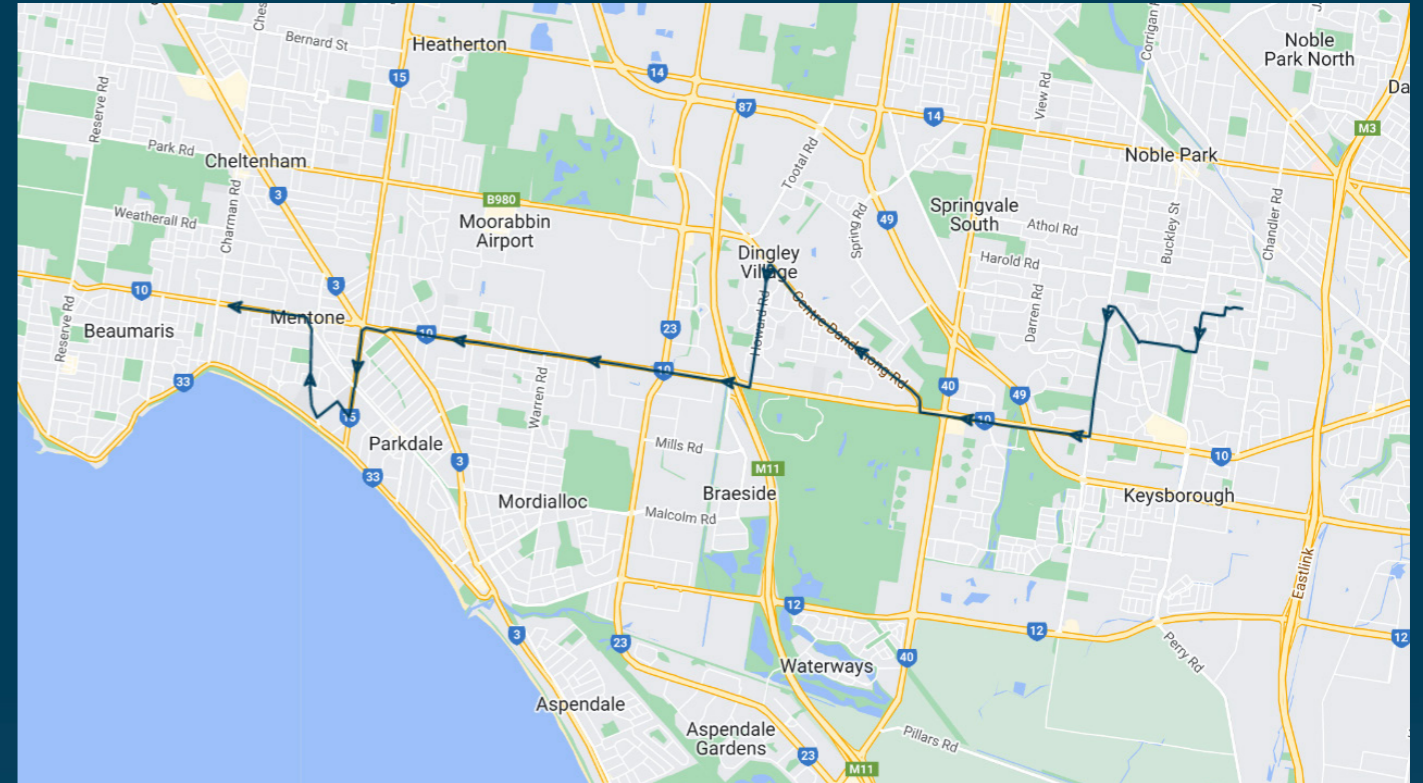 Bernard St
Heatherton
15
14
87
14
View Rd
Corrigan
Noble
Park North
Da
M3
Reserve Rd
Park Rd
Cheltenham
3
B980
Moorabbin
Airport
Tootal Rd
Noble Park
Weatherall Rd
Charman Rd
Spring Rd
49
Springvale
South
Athol Rd
Buckley St
Chandler Rd
Dingley
Village
Harold Rd
10
3
Mentone
Beaumaris
Reserve Rd
10
23
10
Howard Rd
Centre Dandenong Rd
Darren Rd
33
15
Parkdale
Warren Rd
40
49
10
10
33
3
Mills Rd
M11
Braeside
Keysborough
Mordialloc
Malcolm Rd
Eastlink
12
12
12
3
23
Waterways
40
Perry Rd
Aspendale
Aspendale
Gardens
23
Pillars Rd
M11